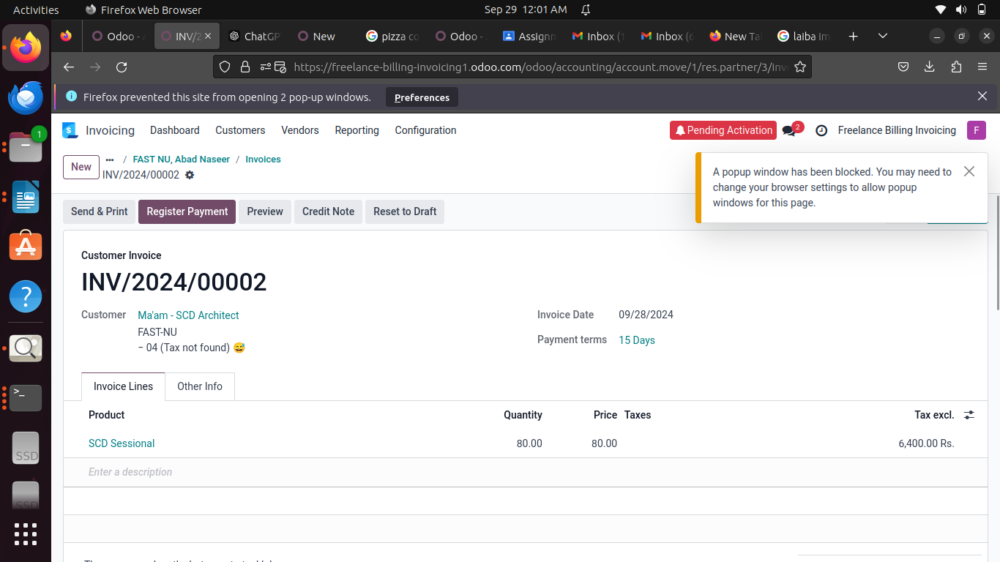 Activities Firefox Web Browser Sep 29 12:01 AM
Odoo - INV/2 ChatGP New pizza co Odoo - Assignm Inbox (1 Inbox (6 New Ta laiba im
https://freelance-billing-invoicing1.odoo.com/odoo/accounting/account.move/1/res.partner/3/inv
Firefox prevented this site from opening 2 pop-up windows. Preferences
1
Invoicing Dashboard Customers Vendors Reporting Configuration Pending Activation 2 Freelance Billing Invoicing F
New ... / FAST NU, Abad Naseer / Invoices
INV/2024/00002
A popup window has been blocked. You may need to
change your browser settings to allow popup
windows for this page.
Send & Print Register Payment Preview Credit Note Reset to Draft
Customer Invoice
INV/2024/00002
Customer Ma'am - SCD Architect
FAST-NU
– 04 (Tax not found) 😅
Invoice Date 09/28/2024
Payment terms 15 Days
Invoice Lines Other Info
Product Quantity Price Taxes Tax excl.
SCD Sessional 80.00 80.00 6,400.00 Rs.
Enter a description
SSD
SSD